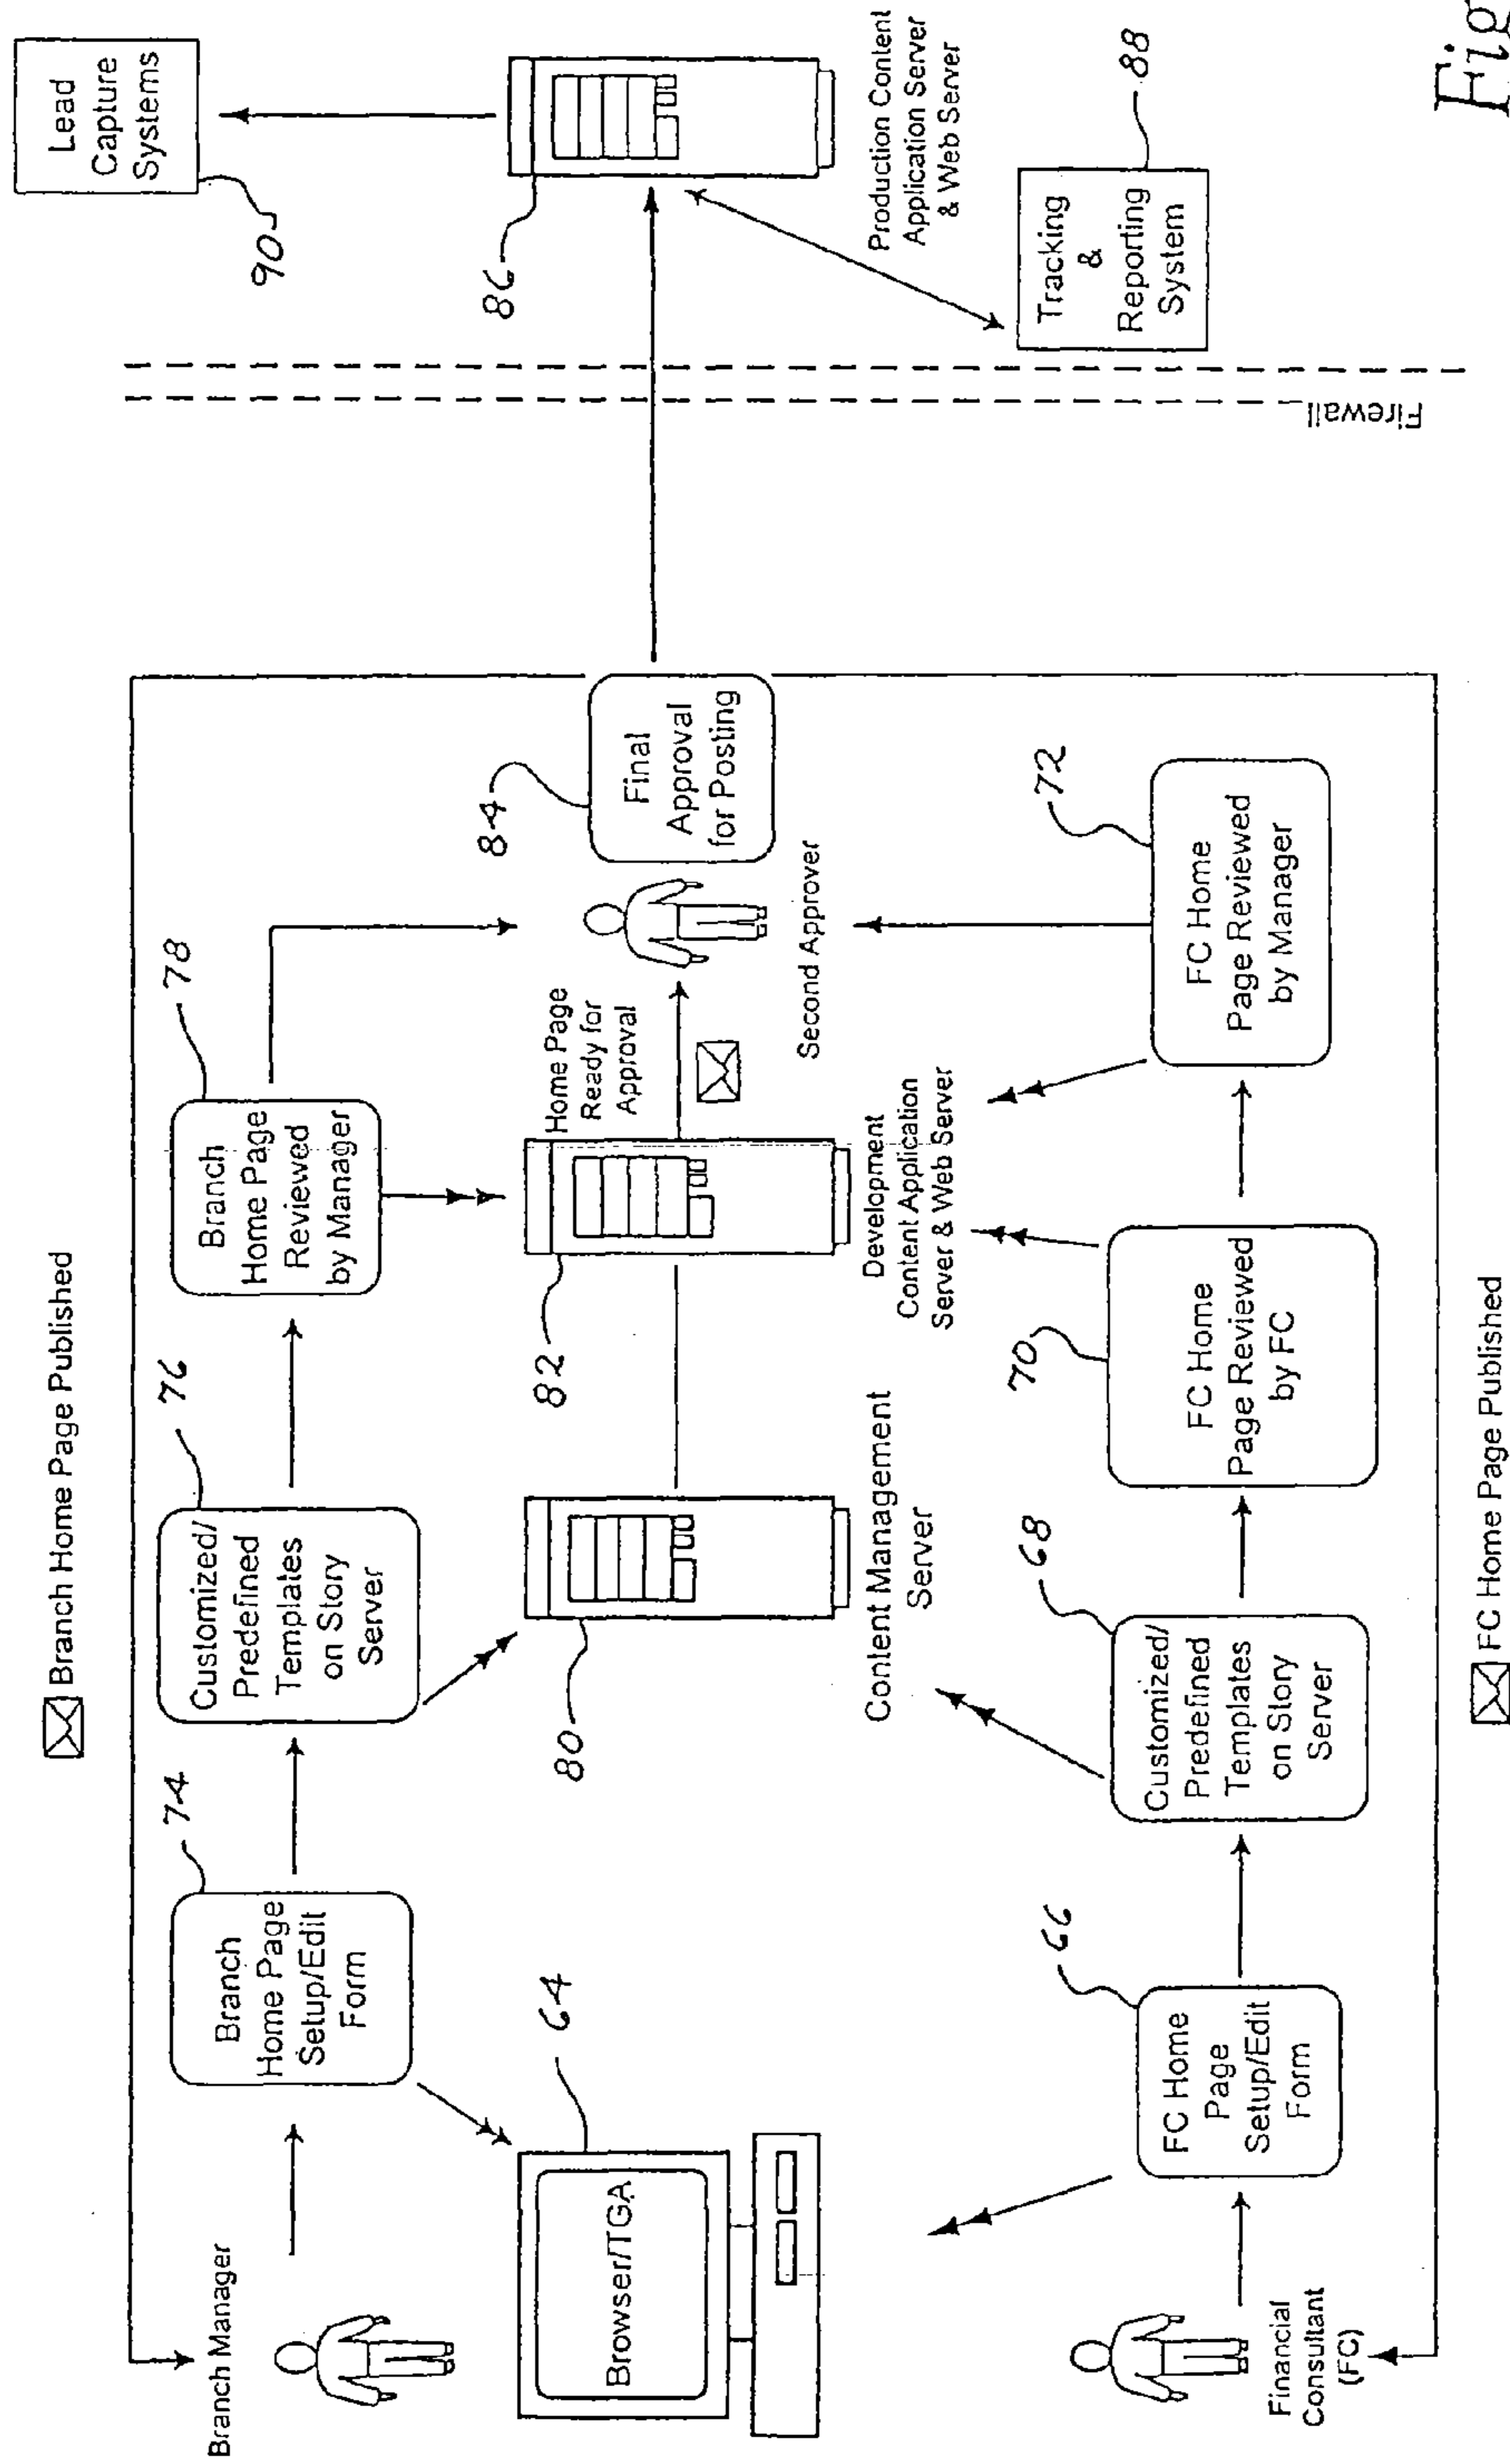 Branch Home Page Published
Branch Manager
74
Branch
Home Page
Setup/Edit
Form
76
Customized/
Predefined
Templates
on Story
Server
78
Branch
Home Page
Reviewed
by Manager
64
Browser/TGA
80
Content Management
Server
82
Development
Content Application
Server & Web Server
Home Page
Ready for
Approval
Second Approver
84
Final
Approval
for Posting
Financial
Consultant
(FC)
66
FC Home
Page
Setup/Edit
Form
68
Customized/
Predefined
Templates
on Story
Server
70
FC Home
Page Reviewed
by FC
72
FC Home
Page Reviewed
by Manager
FC Home Page Published
Firewall
86
Production Content
Application Server
& Web Server
Lead
Capture
Systems
90
Tracking
&
Reporting
System
88
Fig